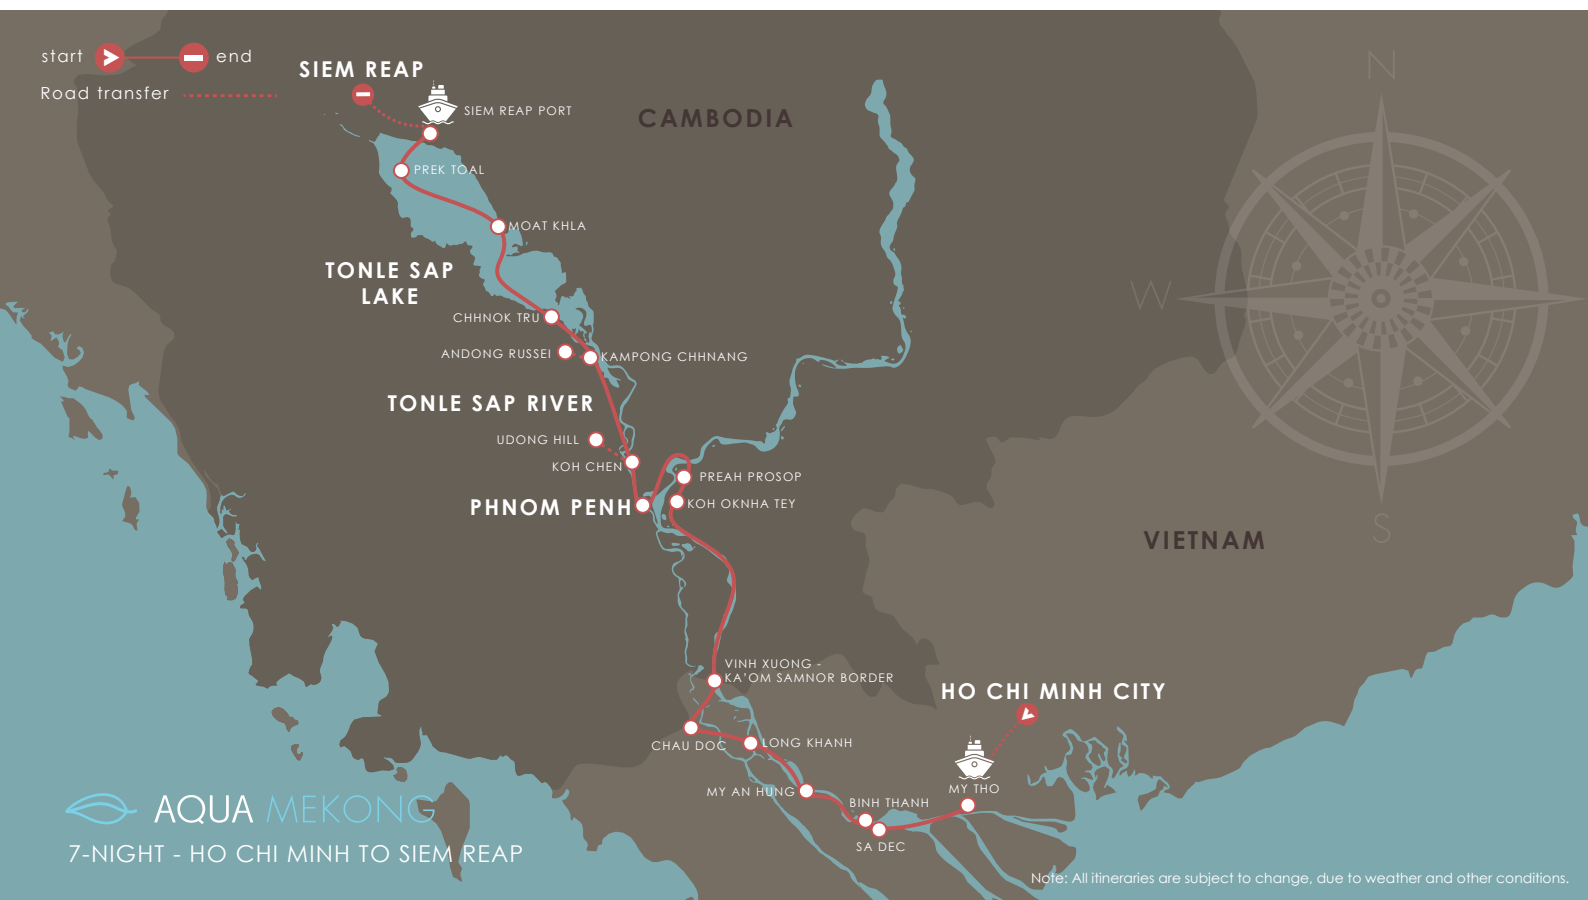 start
end
Road transfer
SIEM REAP
SIEM REAP PORT
CAMBODIA
N
PREK TOAL
MOAT KHLA
TONLE SAP
LAKE
W
CHHNOK TRU
ANDONG RUSSEI
KAMPONG CHHNANG
TONLE SAP RIVER
UDONG HILL
KOH CHEN
PREAH PROSOP
PHNOM PENH
KOH OKNHA TEY
S
VIETNAM
VINH XUONG -
KA'OM SAMNOR BORDER
HO CHI MINH CITY
CHAU DOC
LONG KHANH
MY AN HUNG
MY THO
BINH THANH
SA DEC
AQUA MEKONG
7-NIGHT - HO CHI MINH TO SIEM REAP
Note: All itineraries are subject to change, due to weather and other conditions.